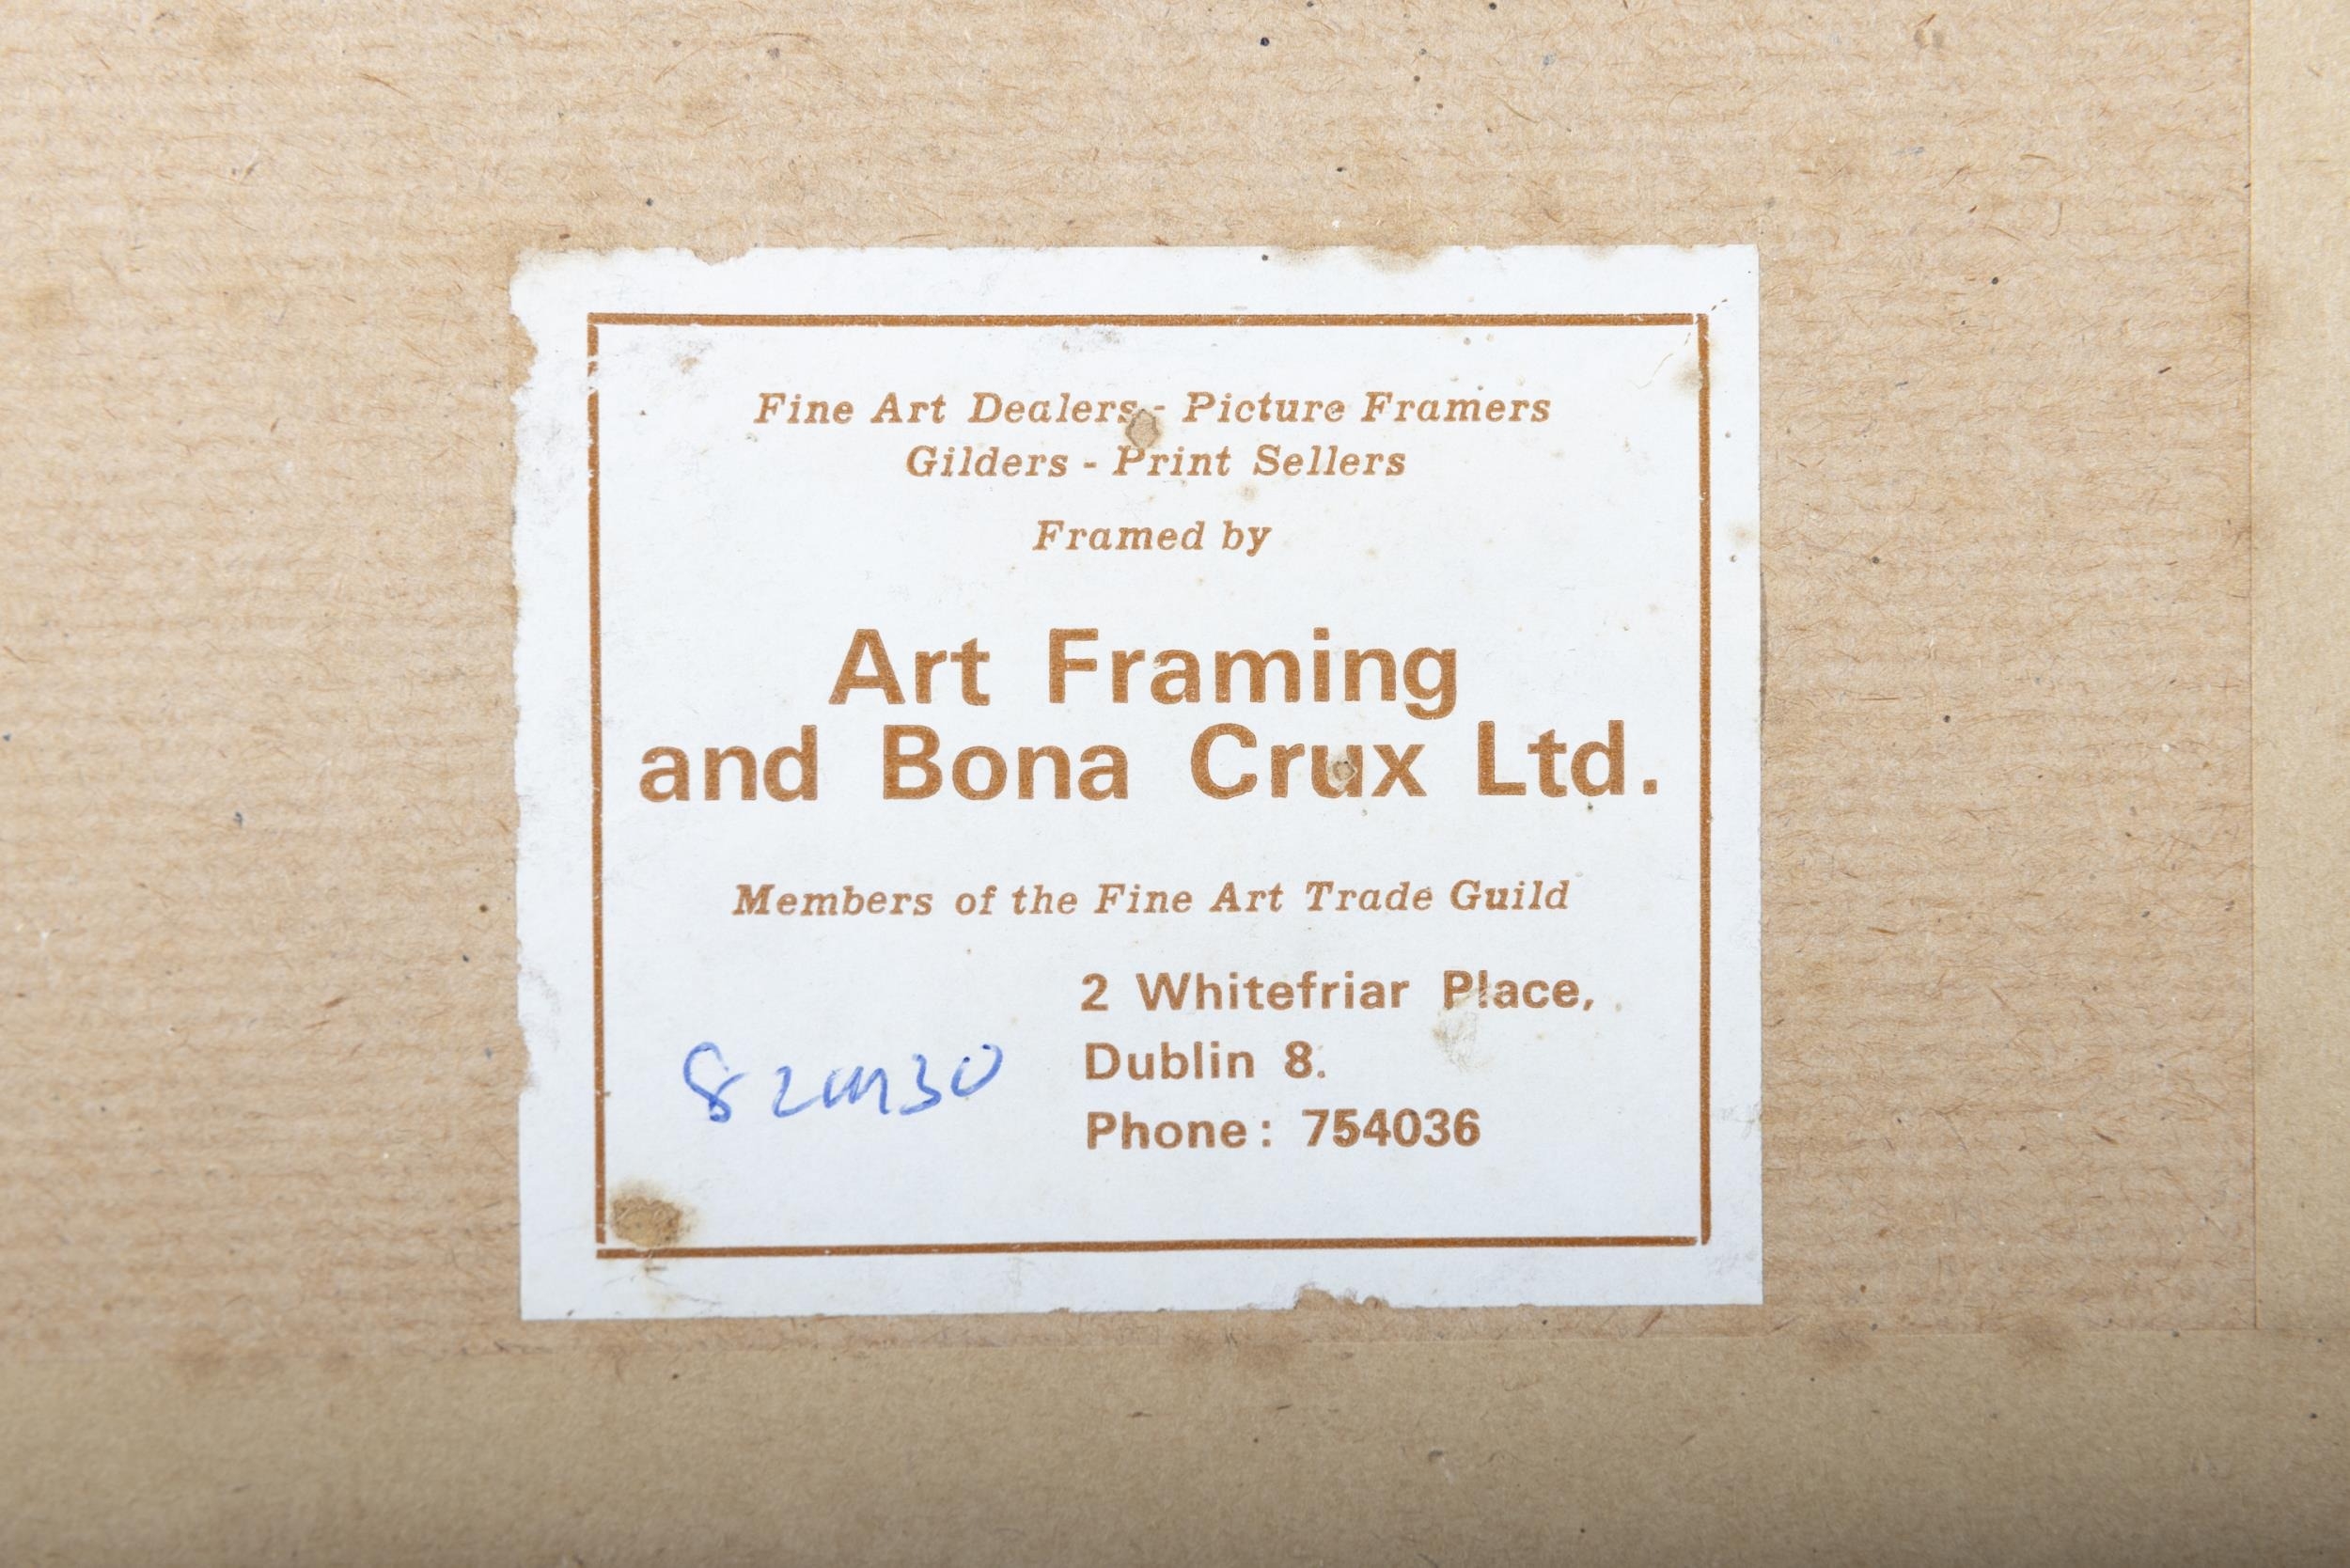 Fine Art Dealers - Picture Framers
Gilders - Print Sellers
Framed by
Art Framing
and Bona Crux Ltd.
Members of the Fine Art Trade Guild
2 Whitefriar Place,
Dublin 8.
Phone: 754036